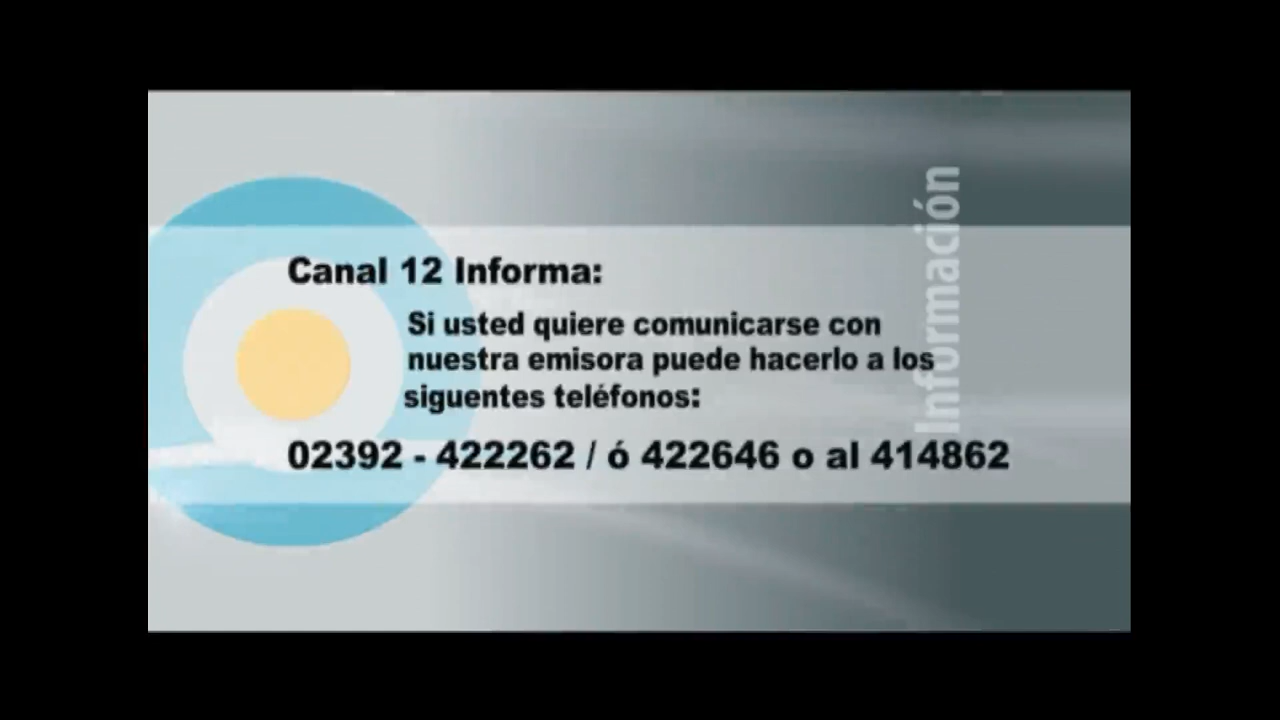 Canal 12 Informa:
Si usted quiere comunicarse con
nuestra emisora puede hacerlo a los
siguentes teléfonos:
02392 - 422262 / ó 422646 o al 414862
Información